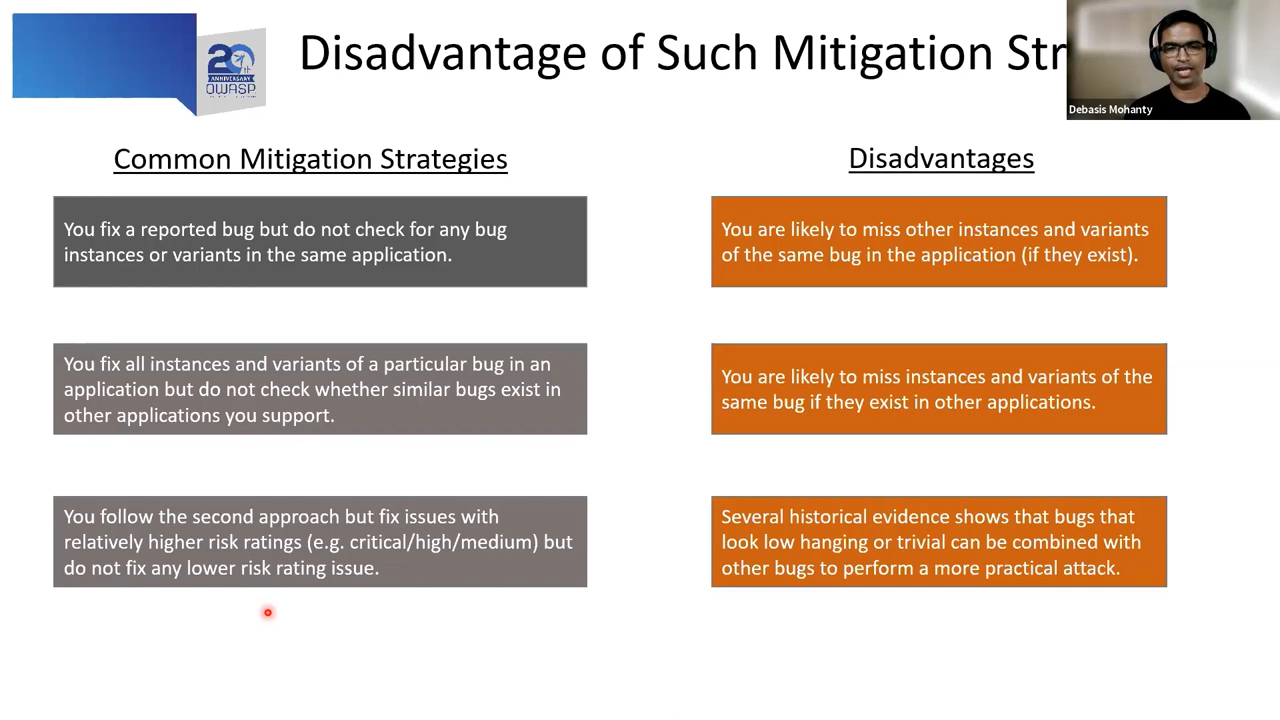 Disadvantage of Such Mitigation Str
20
th
ANNIVERSARY
OWASP
Debasis Mohanty
Common Mitigation Strategies
You fix a reported bug but do not check for any bug
instances or variants in the same application.
You fix all instances and variants of a particular bug in an
application but do not check whether similar bugs exist in
other applications you support.
You follow the second approach but fix issues with
relatively higher risk ratings (e.g. critical/high/medium) but
do not fix any lower risk rating issue.
Disadvantages
You are likely to miss other instances and variants
of the same bug in the application (if they exist).
You are likely to miss instances and variants of the
same bug if they exist in other applications.
Several historical evidence shows that bugs that
look low hanging or trivial can be combined with
other bugs to perform a more practical attack.